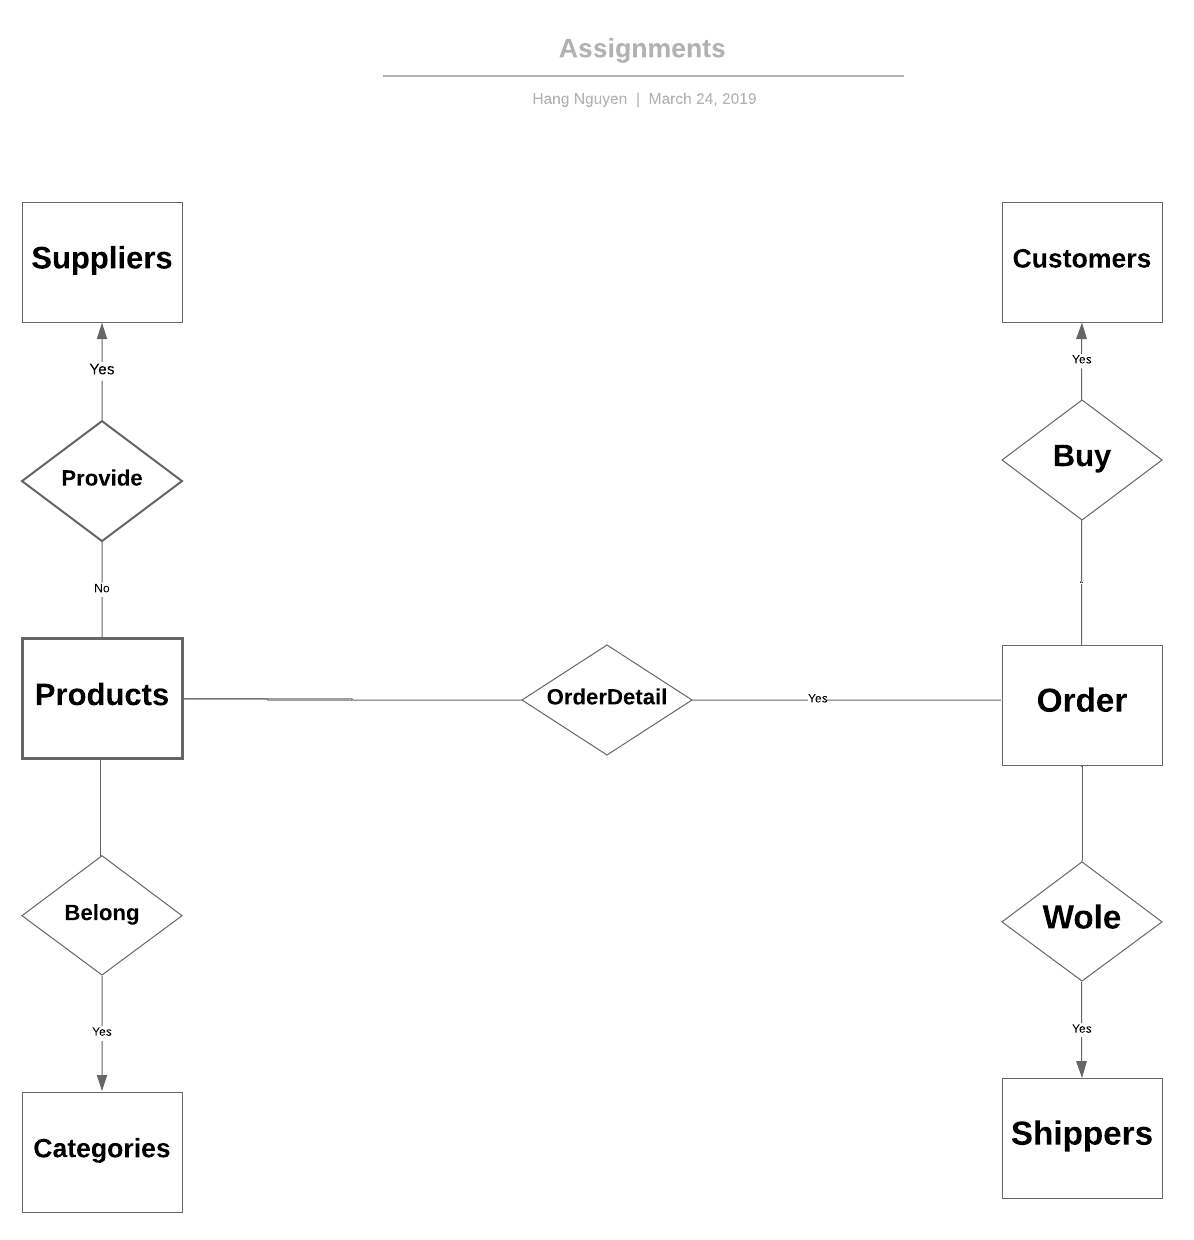 Assignments
Hang Nguyen | March 24, 2019
Suppliers
Customers
Yes
Yes
Provide
Buy
No
Products
OrderDetail
Yes
Order
Belong
Wole
Yes
Yes
Categories
Shippers